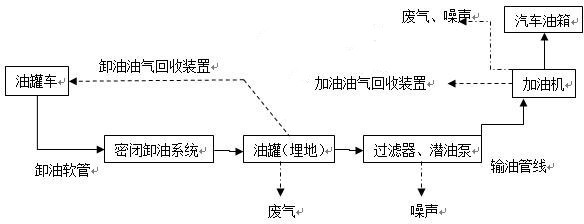 废气、噪声
汽车油箱
卸油油气回收装置
加油油气回收装置
油罐车
加油机
密闭卸油系统
油罐(埋地)
过滤器、潜油泵
卸油软管
输油管线
废气
噪声